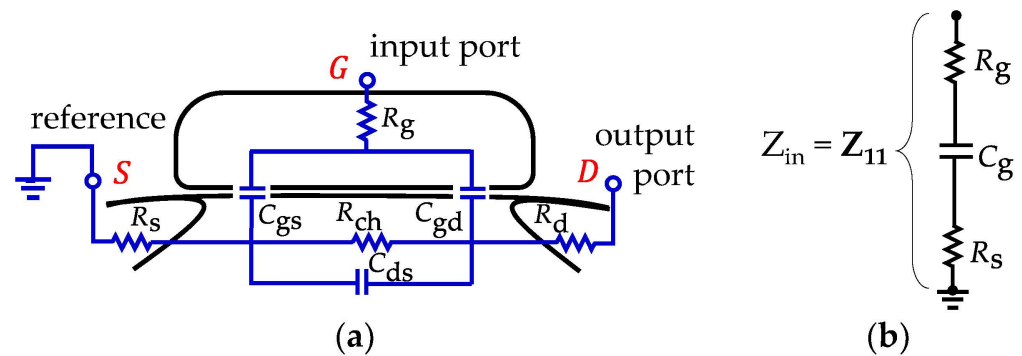 input port
G
reference
S
R_g
output
port
D
R_s
C_gs
R_ch
C_gd
R_d
C_ds
(a)
Z_in = Z_11
R_g
C_g
R_s
(b)